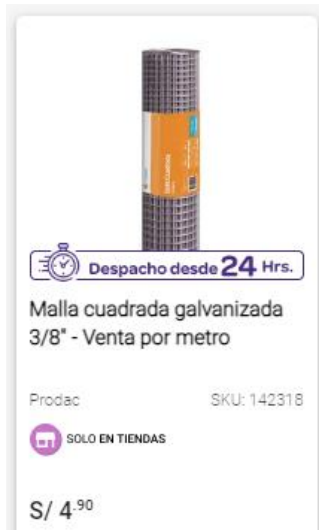 Despacho desde 24 Hrs.
Malla cuadrada galvanizada
3/8" - Venta por metro
Prodac SKU: 142318
SOLO EN TIENDAS
S/ 4.90